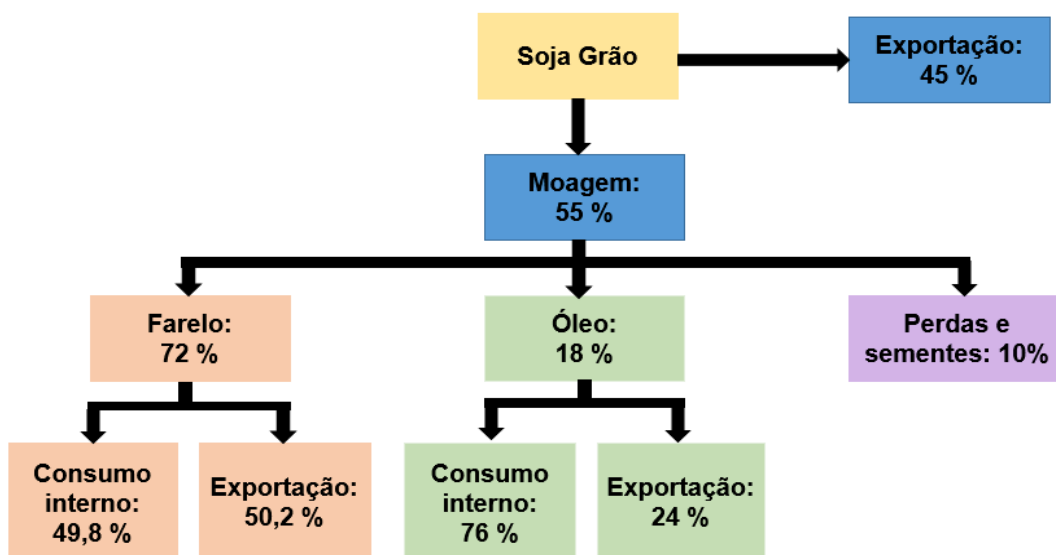 Soja Grão
Exportação:
45 %
Moagem:
55 %
Farelo:
72 %
Óleo:
18 %
Perdas e
sementes: 10%
Consumo
interno:
49,8 %
Exportação:
50,2 %
Consumo
interno:
76 %
Exportação:
24 %